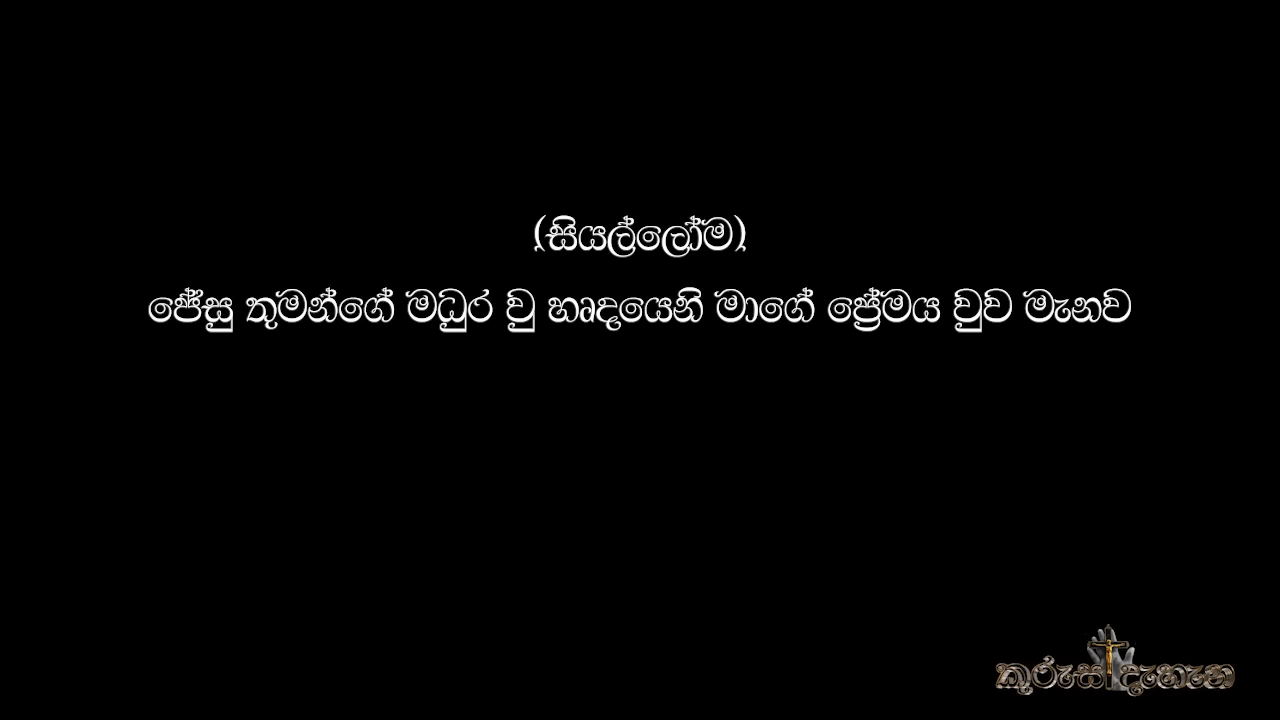 (සියල්ලෝම)
ජේසු තුමන්ගේ මධුර වු හෘදයෙනි මාගේ ප්‍රේමය වුව මැනව
කුරුස දැහැන